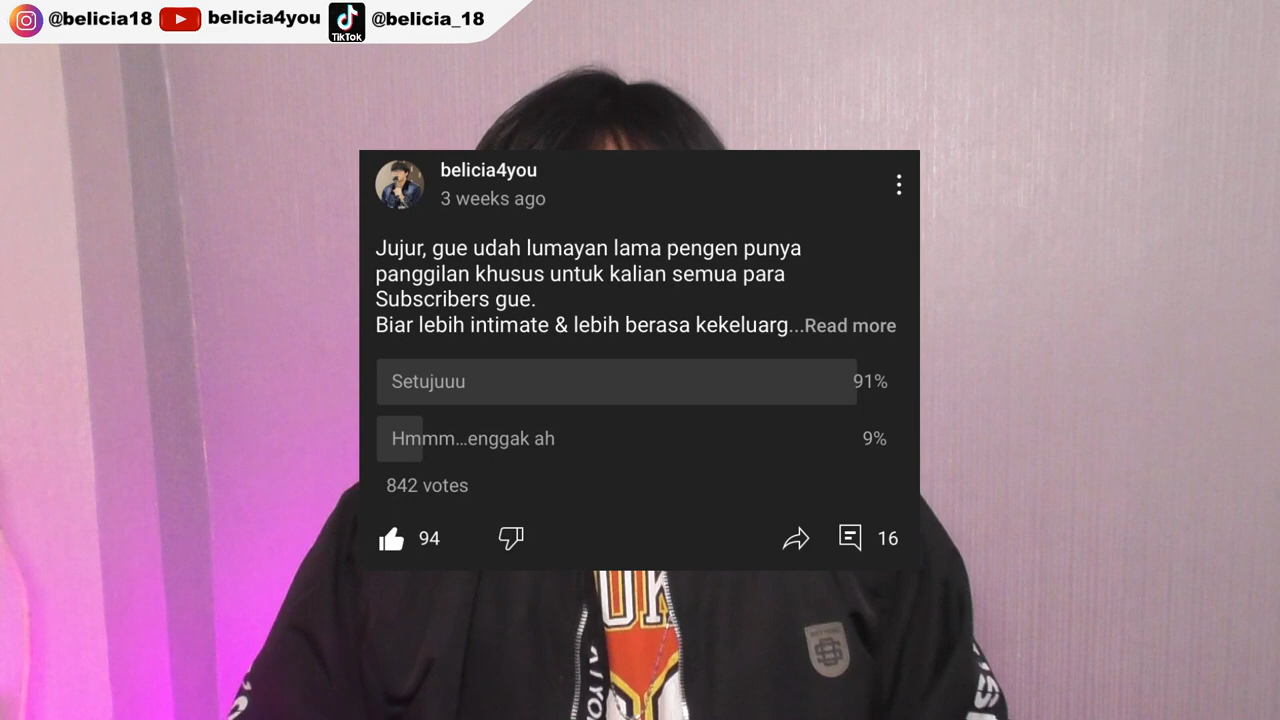 @belicia18 belicia4you TikTok @belicia_18
belicia4you
3 weeks ago
Jujur, gue udah lumayan lama pengen punya
panggilan khusus untuk kalian semua para
Subscribers gue.
Biar lebih intimate & lebih berasa kekeluarg...Read more
Setujuuu 91%
Hmmm...enggak ah 9%
842 votes
94 16